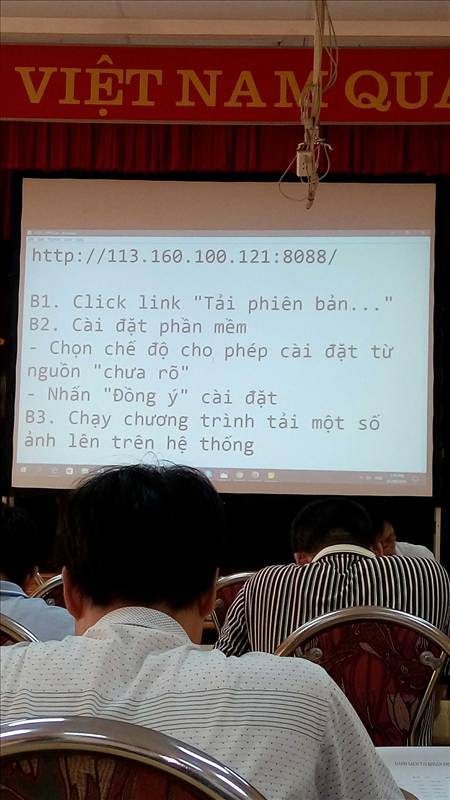 VIỆT NAM QUA
http://113.160.100.121:8088/
B1. Click link "Tải phiên bản..."
B2. Cài đặt phần mềm
- Chọn chế độ cho phép cài đặt từ
nguồn "chưa rõ"
- Nhấn "Đồng ý" cài đặt
B3. Chạy chương trình tải một số
ảnh lên trên hệ thống